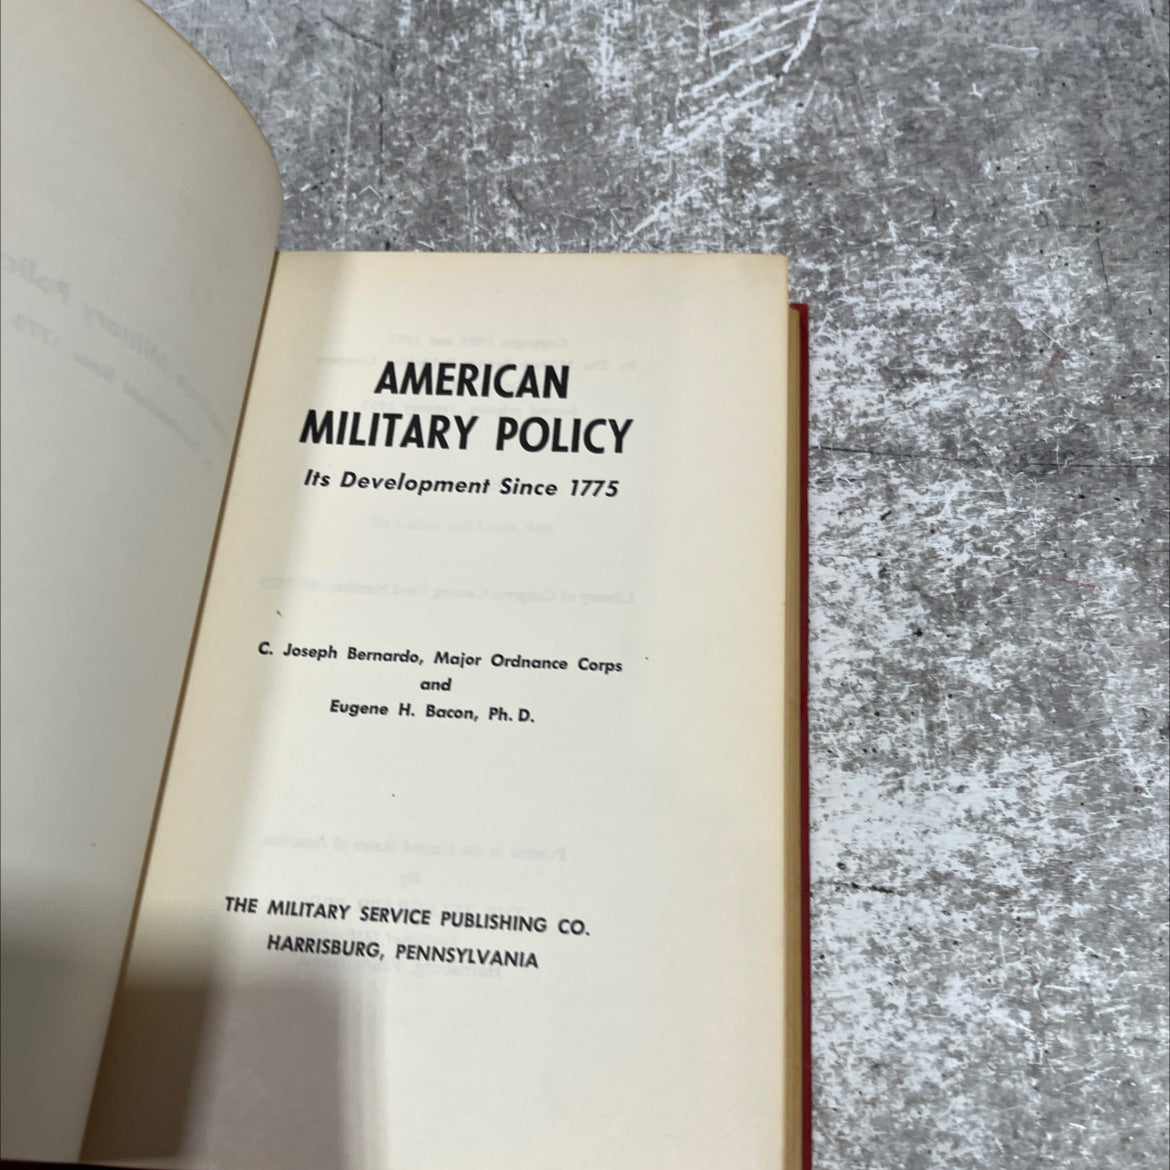 AMERICAN
MILITARY POLICY
Its Development Since 1775
C. Joseph Bernardo, Major Ordnance Corps
and
Eugene H. Bacon, Ph. D.
THE MILITARY SERVICE PUBLISHING CO.
HARRISBURG, PENNSYLVANIA